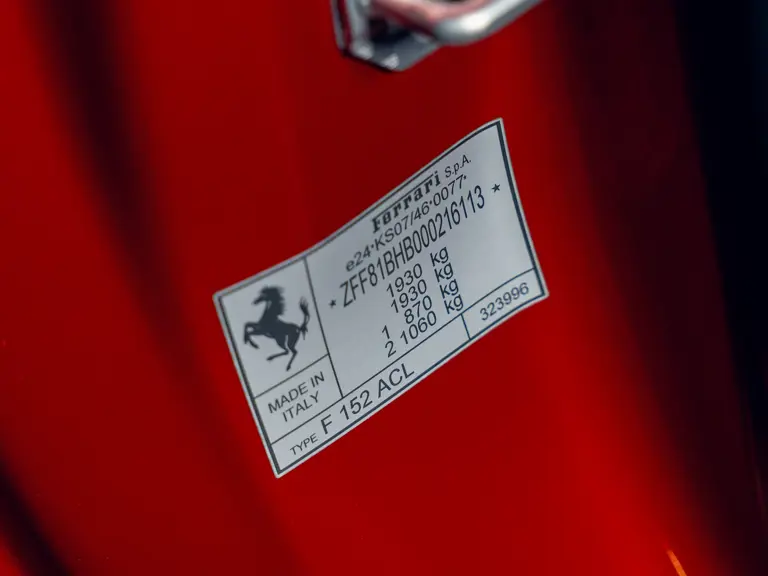 Ferrari S.p.A.
e24*KS07/46*0077*
* ZFF81BHB000216113 *
1930 kg
1930 kg
1 870 kg
2 1060 kg
MADE IN
ITALY
TYPE F 152 ACL
323996